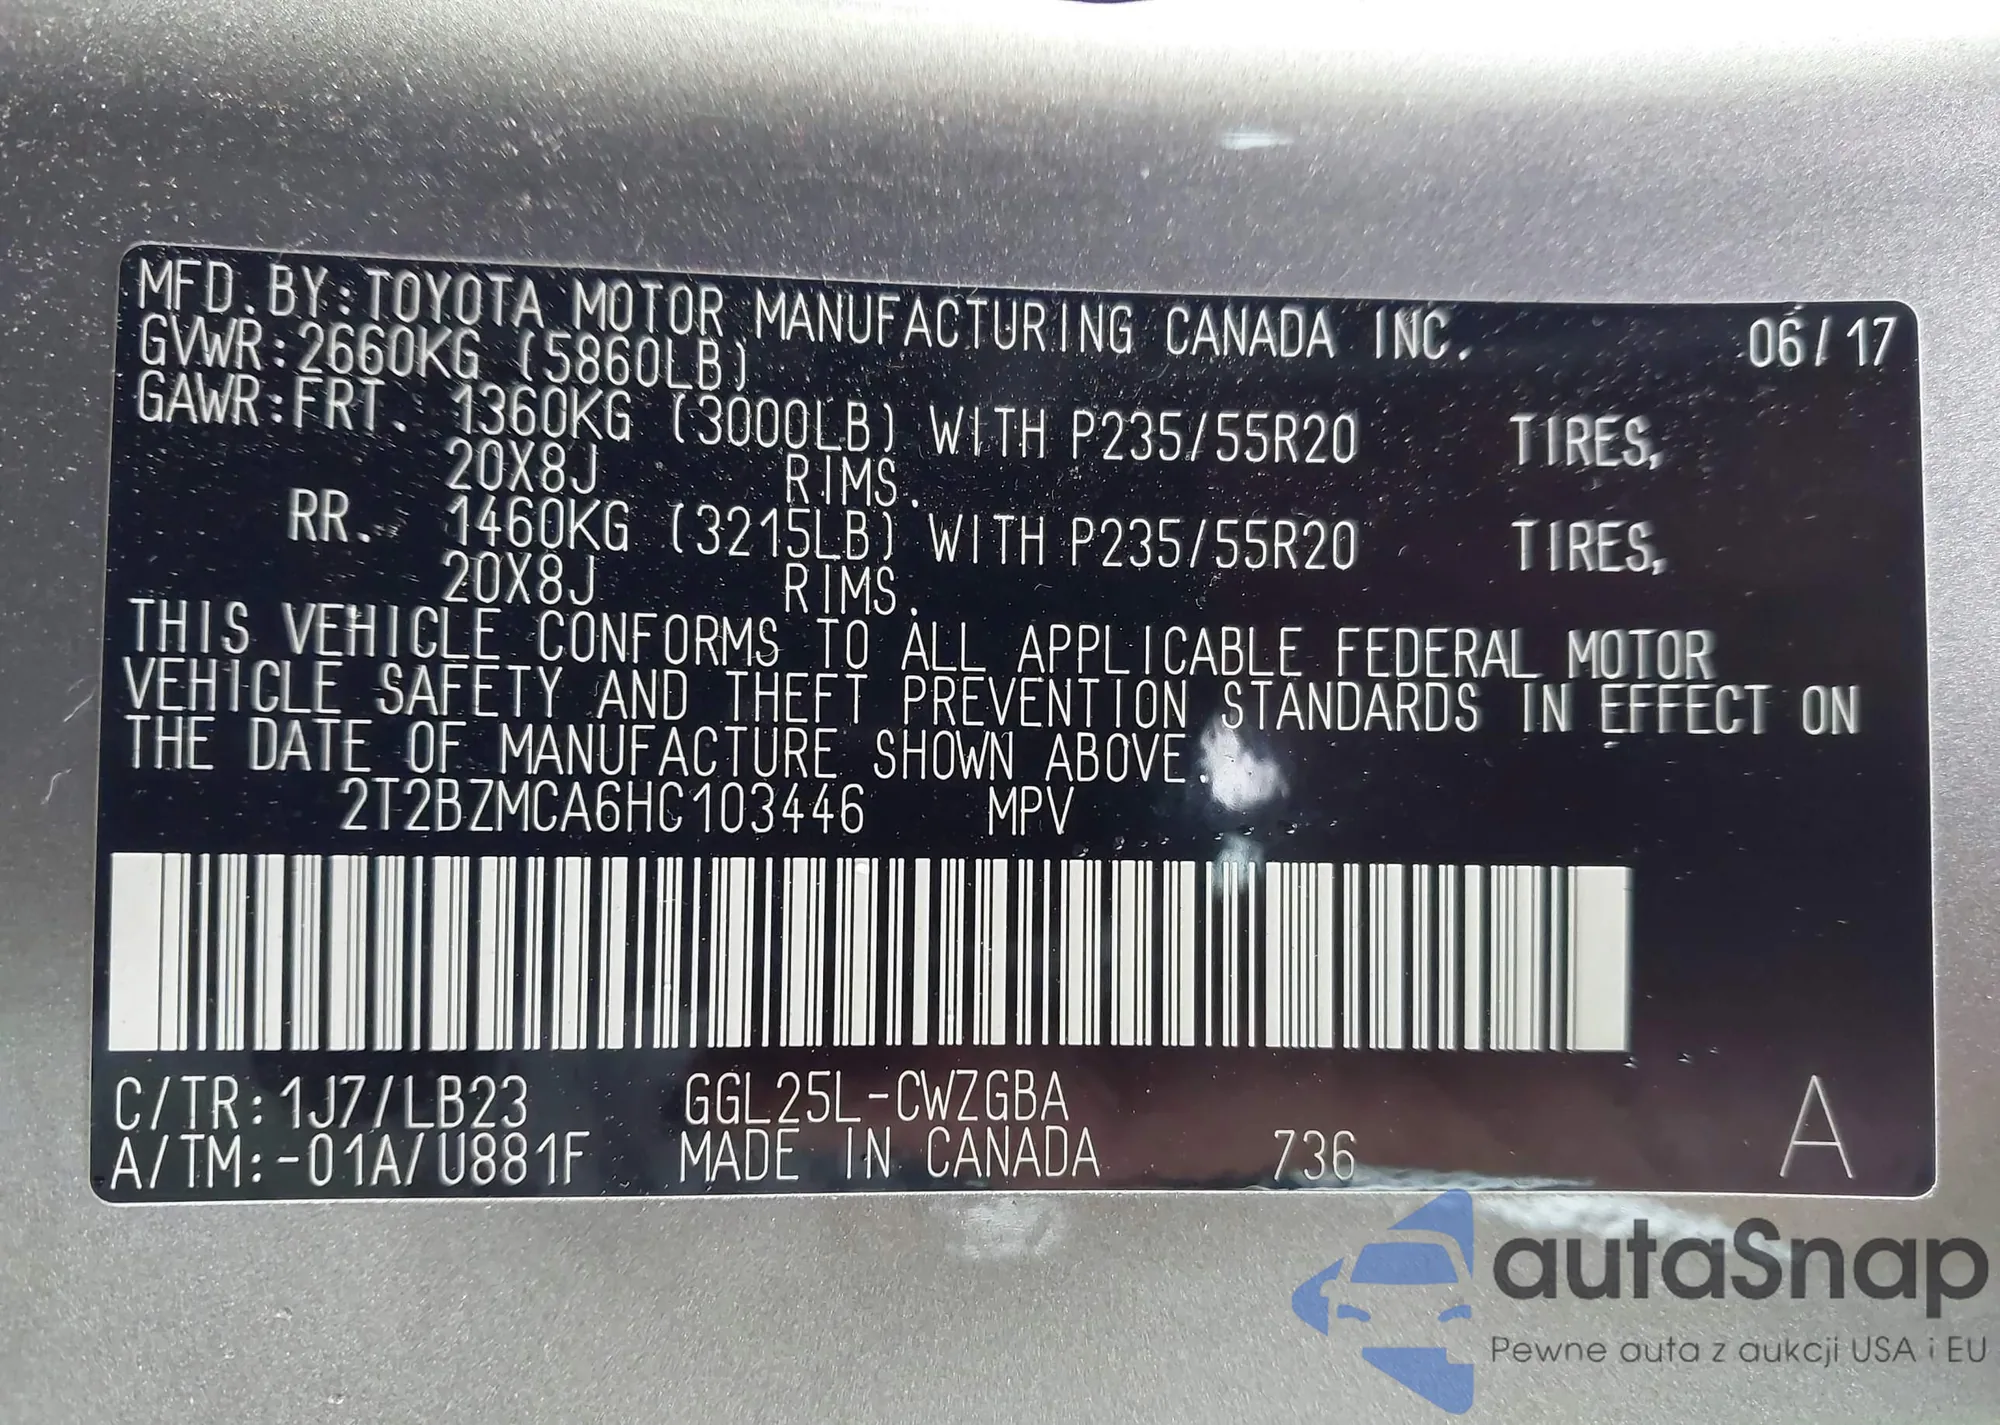 MFD. BY: TOYOTA MOTOR MANUFACTURING CANADA INC. 06/17
GVWR: 2660KG (5860LB)
GAWR: FRT. 1360KG (3000LB) WITH P235/55R20 TIRES,
20X8J RIMS.
RR. 1460KG (3215LB) WITH P235/55R20 TIRES,
20X8J RIMS.
THIS VEHICLE CONFORMS TO ALL APPLICABLE FEDERAL MOTOR
VEHICLE SAFETY AND THEFT PREVENTION STANDARDS IN EFFECT ON
THE DATE OF MANUFACTURE SHOWN ABOVE.
2T2BZMCA6HC103446 MPV
C/TR: 1J7/LB23 GGL25L-CWZGBA
A/TM:-01A/U881F MADE IN CANADA 736 A
autaSnap
Pewne auta z aukcji USA i EU